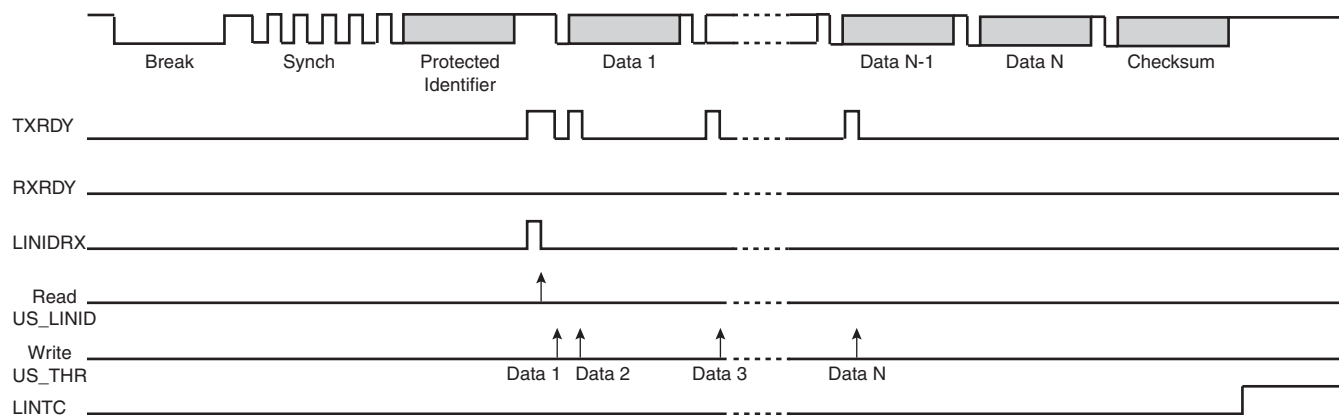 Break Synch Protected Identifier Data 1 Data N-1 Data N Checksum
TXRDY
RXRDY
LINIDRX
Read
US_LINID
Write
US_THR
Data 1 Data 2 Data 3 Data N
LINTC